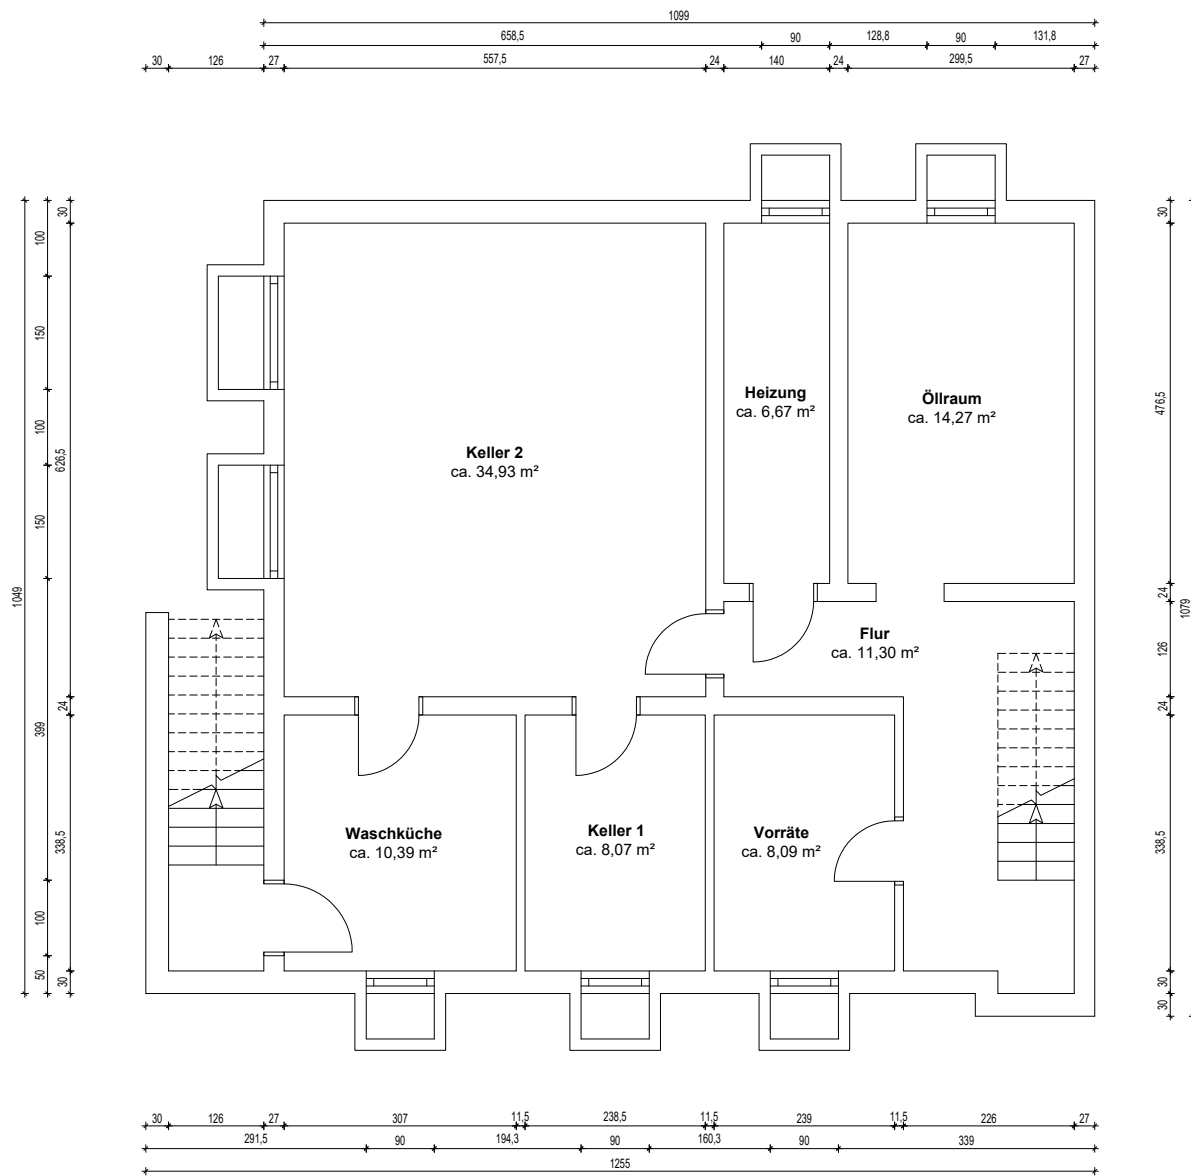 1099
658,5 90 128,8 90 131,8
30 126 27 557,5 24 140 24 299,5 27
1049
100 150 100 150 399 100 50
30 626,5 24 338,5 30
30 476,5 24 126 24 338,5 30 30
1079
Heizung
ca. 6,67 m²
Öllraum
ca. 14,27 m²
Keller 2
ca. 34,93 m²
Flur
ca. 11,30 m²
Waschküche
ca. 10,39 m²
Keller 1
ca. 8,07 m²
Vorräte
ca. 8,09 m²
30 126 27 307 11,5 238,5 11,5 239 11,5 226 27
291,5 90 194,3 90 160,3 90 339
1255